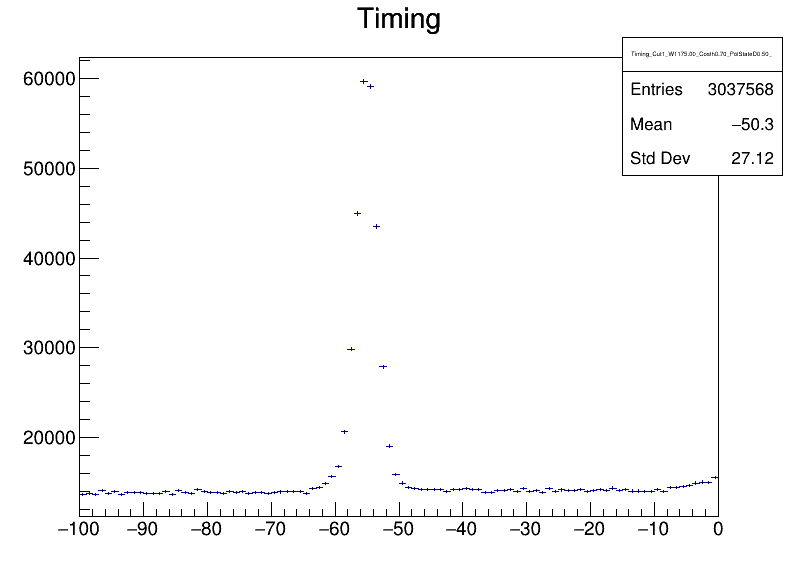 Timing
Timing_Cut1_W1175.00_Costh0.70_PolState0.50_
Entries 3037568
Mean −50.3
Std Dev 27.12
60000
50000
40000
30000
20000
−100 −90 −80 −70 −60 −50 −40 −30 −20 −10 0